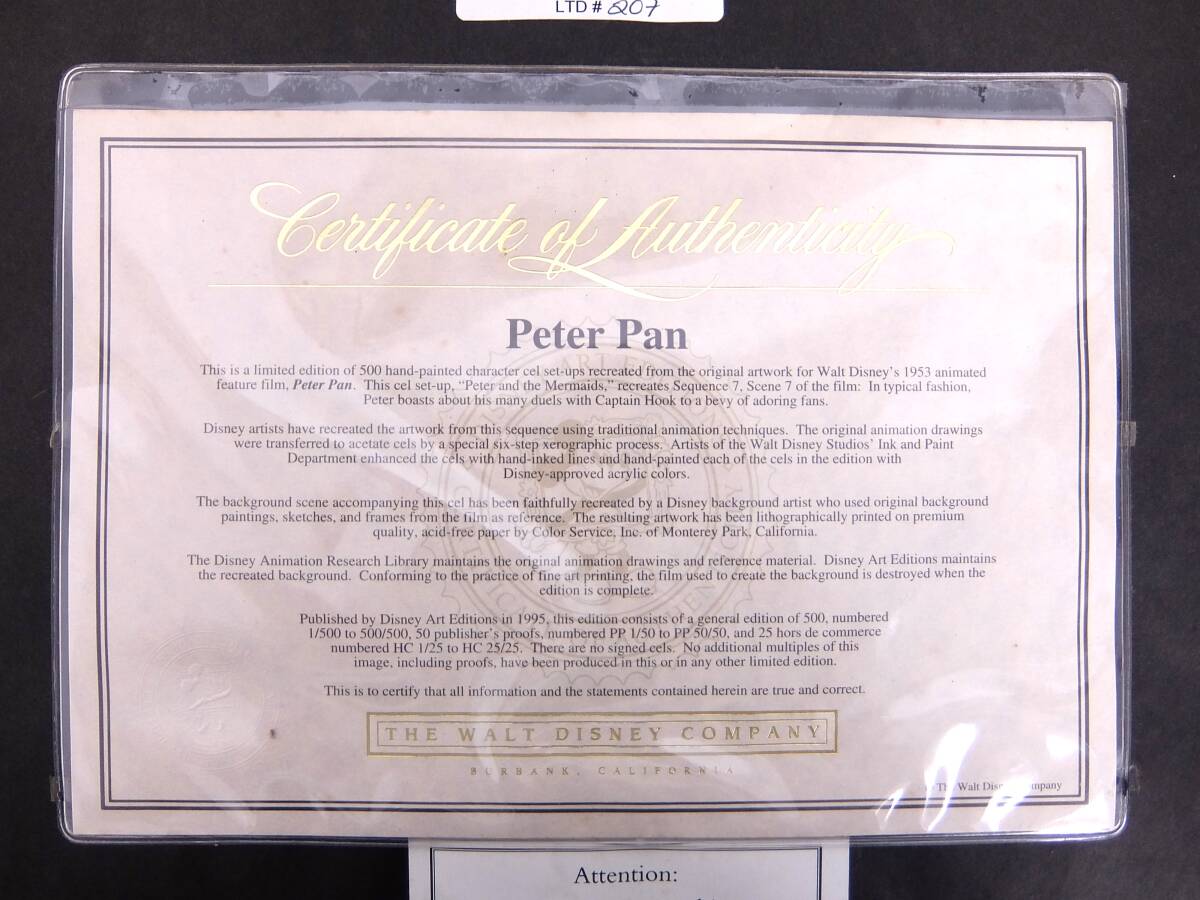 LTD # 207
Certificate of Authenticity
Peter Pan
This is a limited edition of 500 hand-painted character cel set-ups recreated from the original artwork for Walt Disney's 1953 animated
feature film, Peter Pan. This cel set-up, "Peter and the Mermaids," recreates Sequence 7, Scene 7 of the film: In typical fashion,
Peter boasts about his many duels with Captain Hook to a bevy of adoring fans.
Disney artists have recreated the artwork from this sequence using traditional animation techniques. The original animation drawings
were transferred to acetate cels by a special six-step xerographic process. Artists of the Walt Disney Studios' Ink and Paint
Department enhanced the cels with hand-inked lines and hand-painted each of the cels in the edition with
Disney-approved acrylic colors.
The background scene accompanying this cel has been faithfully recreated by a Disney background artist who used original background
paintings, sketches, and frames from the film as reference. The resulting artwork has been lithographically printed on premium
quality, acid-free paper by Color Service, Inc. of Monterey Park, California.
The Disney Animation Research Library maintains the original animation drawings and reference material. Disney Art Editions maintains
the recreated background. Conforming to the practice of fine art printing, the film used to create the background is destroyed when the
edition is complete.
Published by Disney Art Editions in 1995, this edition consists of a general edition of 500, numbered
1/500 to 500/500, 50 publisher's proofs, numbered PP 1/50 to PP 50/50, and 25 hors de commerce
numbered HC 1/25 to HC 25/25. There are no signed cels. No additional multiples of this
image, including proofs, have been produced in this or in any other limited edition.
This is to certify that all information and the statements contained herein are true and correct.
THE WALT DISNEY COMPANY
BURBANK, CALIFORNIA
The Walt Disney Company
Attention: